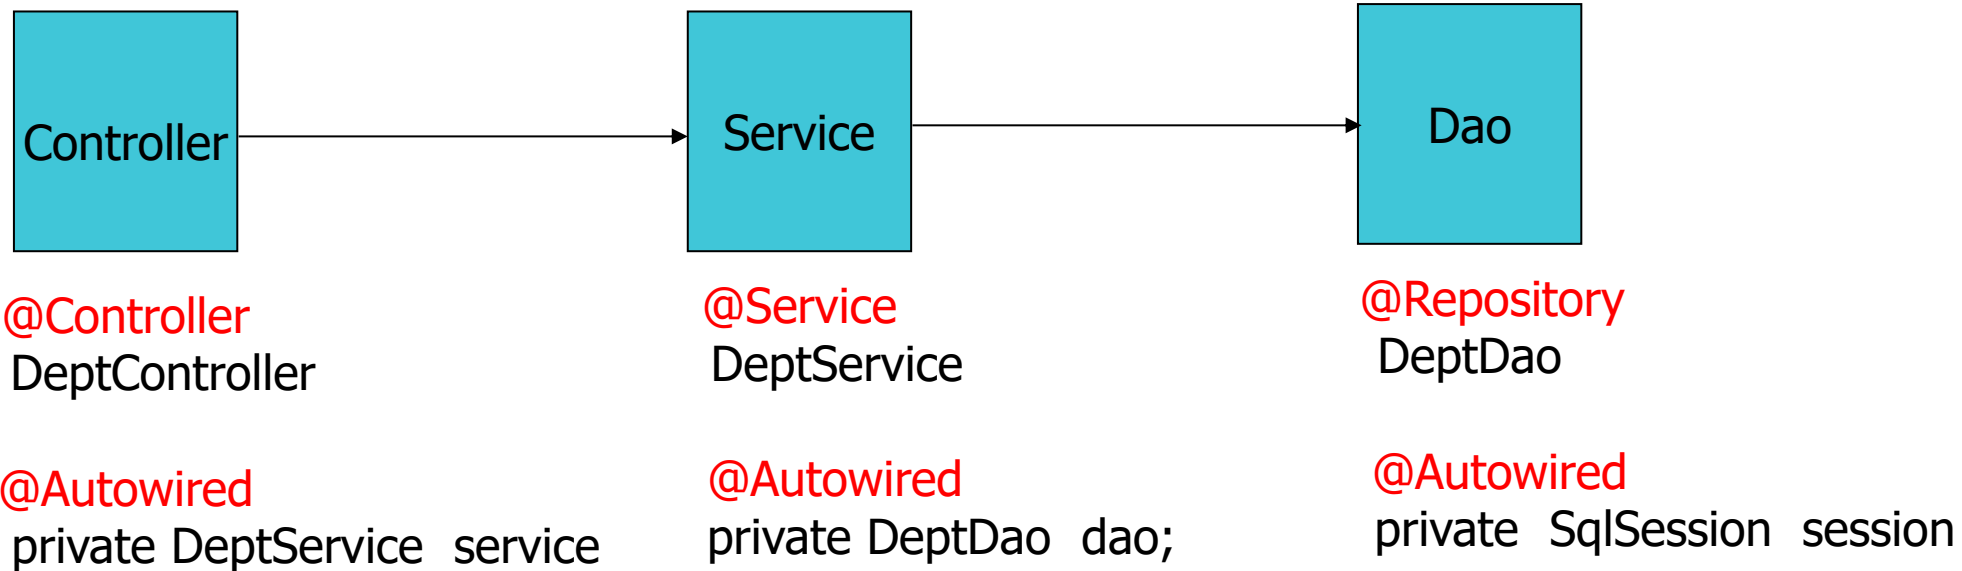 Controller
Service
Dao
@Controller
DeptController
@Service
DeptService
@Repository
DeptDao
@Autowired
private DeptService  service
@Autowired
private DeptDao  dao;
@Autowired
private  SqlSession  session